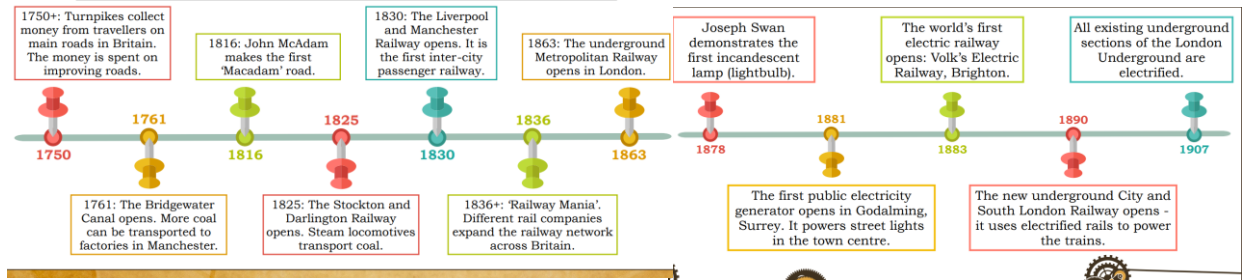 1750+: Turnpikes collect
money from travellers on
main roads in Britain.
The money is spent on
improving roads.
1750
1761
1761: The Bridgewater
Canal opens. More coal
can be transported to
factories in Manchester.
1816: John McAdam
makes the first
‘Macadam’ road.
1816
1825
1825: The Stockton and
Darlington Railway
opens. Steam locomotives
transport coal.
1830: The Liverpool
and Manchester
Railway opens. It is
the first inter-city
passenger railway.
1830
1836
1836+: ‘Railway Mania’.
Different rail companies
expand the railway network
across Britain.
1863: The underground
Metropolitan Railway
opens in London.
1863
Joseph Swan
demonstrates the
first incandescent
lamp (lightbulb).
1878
1881
The first public electricity
generator opens in Godalming,
Surrey. It powers street lights
in the town centre.
The world’s first
electric railway
opens: Volk’s Electric
Railway, Brighton.
1883
1890
The new underground City and
South London Railway opens -
it uses electrified rails to power
the trains.
All existing underground
sections of the London
Underground are
electrified.
1907